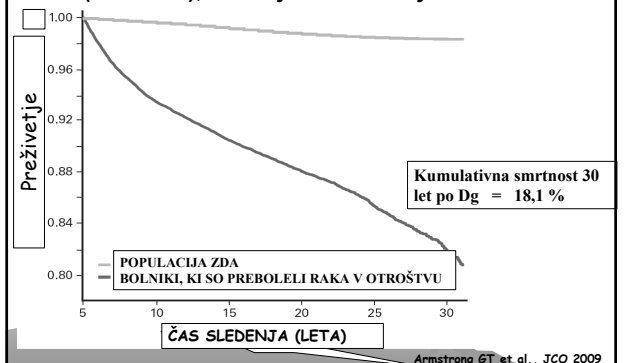 1.00
0.96
0.92
0.88
0.84
0.80
Preživetje
Kumulativna smrtnost 30
let po Dg = 18,1 %
POPULACIJA ZDA
BOLNIKI, KI SO PREBOLELI RAKA V OTROŠTVU
5 10 15 20 25 30
ČAS SLEDENJA (LETA)
Armstrong GT et al., JCO 2009